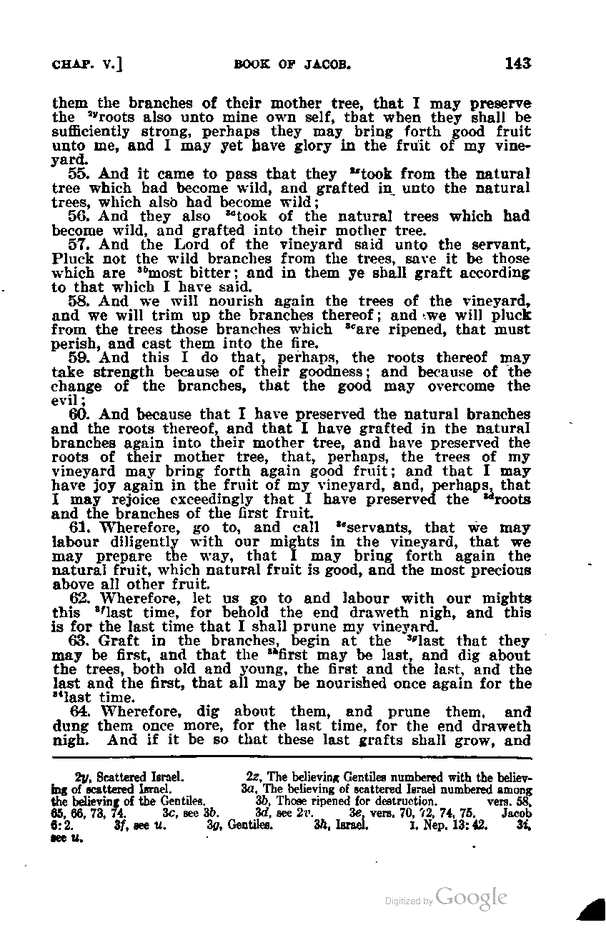 CHAP. V.] BOOK OF JACOB. 143
them the branches of their mother tree, that I may preserve
the ²ʸroots also unto mine own self, that when they shall be
sufficiently strong, perhaps they may bring forth good fruit
unto me, and I may yet have glory in the fruit of my vine-
yard.
55. And it came to pass that they ²ᶻtook from the natural
tree which had become wild, and grafted in unto the natural
trees, which also had become wild;
56. And they also ³ᵃtook of the natural trees which had
become wild, and grafted into their mother tree.
57. And the Lord of the vineyard said unto the servant,
Pluck not the wild branches from the trees, save it be those
which are ³ᵇmost bitter; and in them ye shall graft according
to that which I have said.
58. And we will nourish again the trees of the vineyard,
and we will trim up the branches thereof; and we will pluck
from the trees those branches which ³ᶜare ripened, that must
perish, and cast them into the fire.
59. And this I do that, perhaps, the roots thereof may
take strength because of their goodness; and because of the
change of the branches, that the good may overcome the
evil;
60. And because that I have preserved the natural branches
and the roots thereof, and that I have grafted in the natural
branches again into their mother tree, and have preserved the
roots of their mother tree, that, perhaps, the trees of my
vineyard may bring forth again good fruit; and that I may
have joy again in the fruit of my vineyard, and, perhaps, that
I may rejoice exceedingly that I have preserved the ³ᵈroots
and the branches of the first fruit.
61. Wherefore, go to, and call ³ᵉservants, that we may
labour diligently with our mights in the vineyard, that we
may prepare the way, that I may bring forth again the
natural fruit, which natural fruit is good, and the most precious
above all other fruit.
62. Wherefore, let us go to and labour with our mights
this ³ᶠlast time, for behold the end draweth nigh, and this
is for the last time that I shall prune my vineyard.
63. Graft in the branches, begin at the ³ᵍlast that they
may be first, and that the ³ʰfirst may be last, and dig about
the trees, both old and young, the first and the last, and the
last and the first, that all may be nourished once again for the
³ⁱlast time.
64. Wherefore, dig about them, and prune them, and
dung them once more, for the last time, for the end draweth
nigh. And if it be so that these last grafts shall grow, and
2y, Scattered Israel. 2z, The believing Gentiles numbered with the believ-
ing of scattered Israel. 3a, The believing of scattered Israel numbered among
the believing of the Gentiles. 3b, Those ripened for destruction. vers. 58,
65, 66, 73, 74. 3c, see 3b. 3d, see 2v. 3e, vers. 70, 72, 74, 75. Jacob
6:2. 3f, see u. 3g, Gentiles. 3h, Israel. 1. Nep. 13:42. 3i,
see u.
Digitized by Google